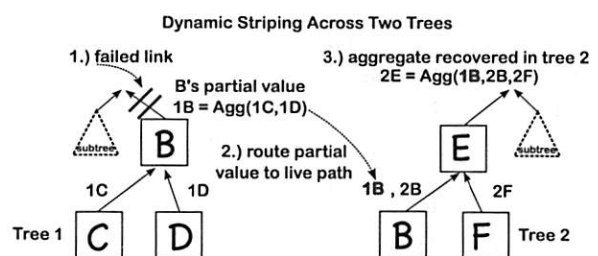 Dynamic Striping Across Two Trees
1.) failed link
B's partial value
1B = Agg(1C,1D)
3.) aggregate recovered in tree 2
2E = Agg(1B,2B,2F)
subtree
B
2.) route partial
value to live path
E
subtree
1C
1D
1B , 2B
2F
Tree 1
C
D
B
F
Tree 2